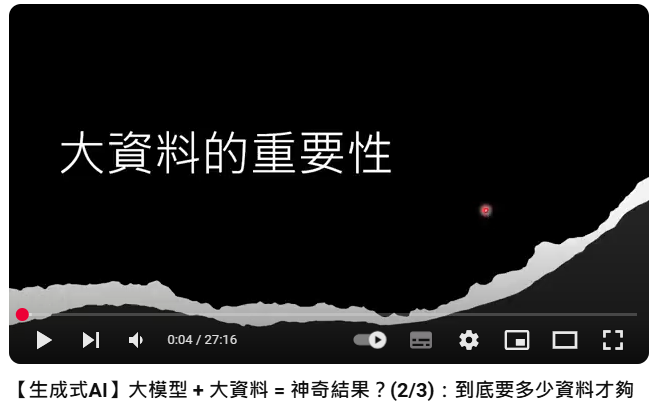 大資料的重要性
0:04 / 27:16
【生成式AI】大模型 + 大資料 = 神奇結果？(2/3)：到底要多少資料才夠